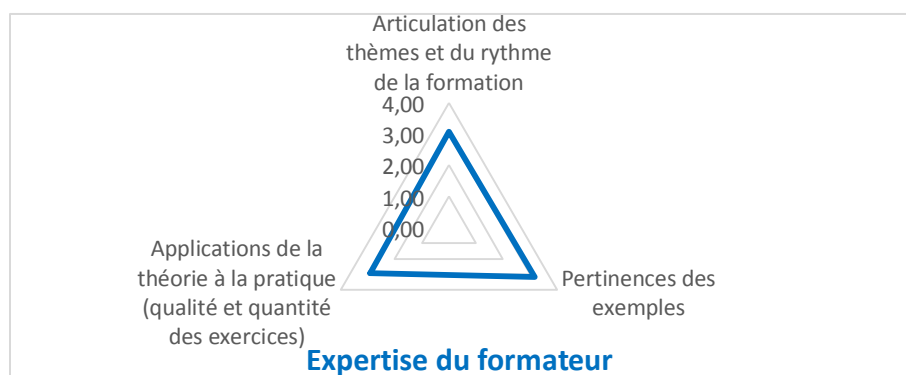 Articulation des
thèmes et du rythme
de la formation
4,00
3,00
2,00
1,00
0,00
Applications de la
théorie à la pratique
(qualité et quantité
des exercices)
Pertinences des
exemples
Expertise du formateur